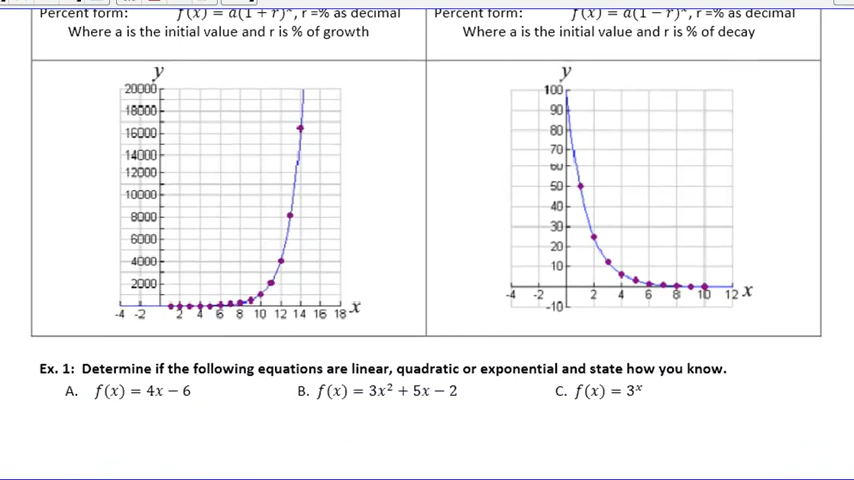 Percent form: f(x) = a(1 + r)ˣ, r =% as decimal
Where a is the initial value and r is % of growth
Percent form: f(x) = a(1 − r)ˣ, r =% as decimal
Where a is the initial value and r is % of decay
y
20000
18000
16000
14000
12000
10000
8000
6000
4000
2000
-4 -2 2 4 6 8 10 12 14 16 18 x
y
100
90
80
70
60
50
40
30
20
10
-4 -2 2 4 6 8 10 12 x
-10
Ex. 1: Determine if the following equations are linear, quadratic or exponential and state how you know.
A. f(x) = 4x − 6 B. f(x) = 3x² + 5x − 2 C. f(x) = 3ˣ